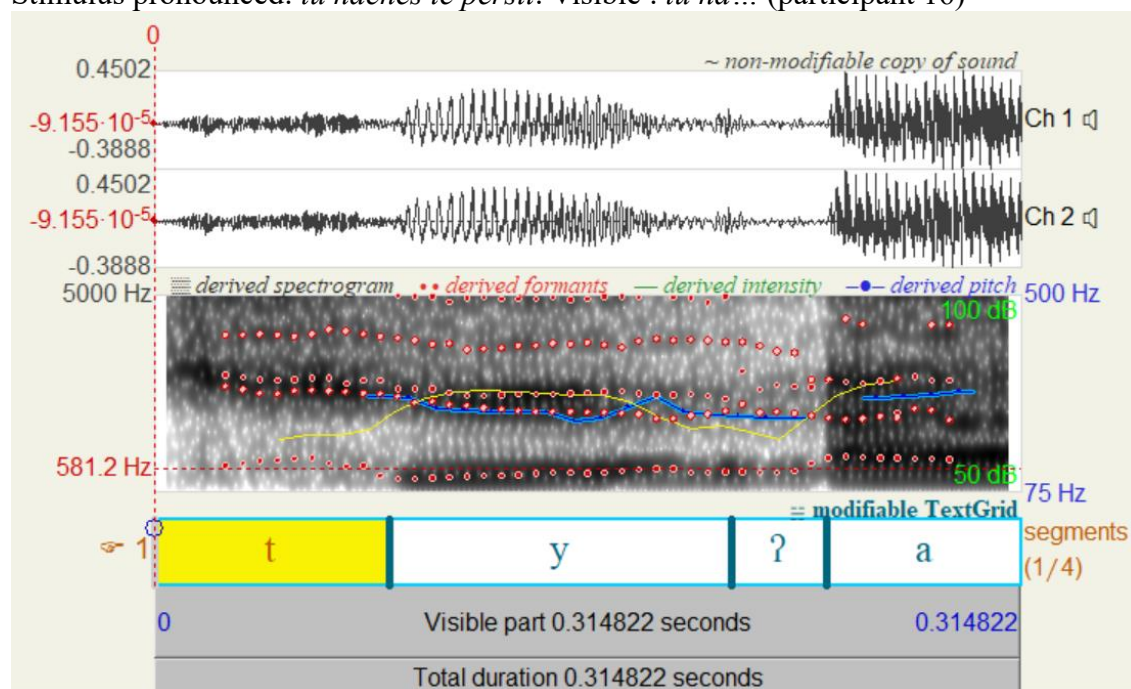 Stimulus pronounced: tu haches le persil. Visible : tu ha… (participant 16)
0
0.4502
~ non-modifiable copy of sound
-9.155·10⁻⁵
Ch 1
-0.3888
0.4502
-9.155·10⁻⁵
Ch 2
-0.3888
5000 Hz
derived spectrogram derived formants derived intensity derived pitch
500 Hz
100 dB
581.2 Hz
50 dB
75 Hz
modifiable TextGrid
1 t y ʔ a
segments
(1/4)
0 Visible part 0.314822 seconds 0.314822
Total duration 0.314822 seconds